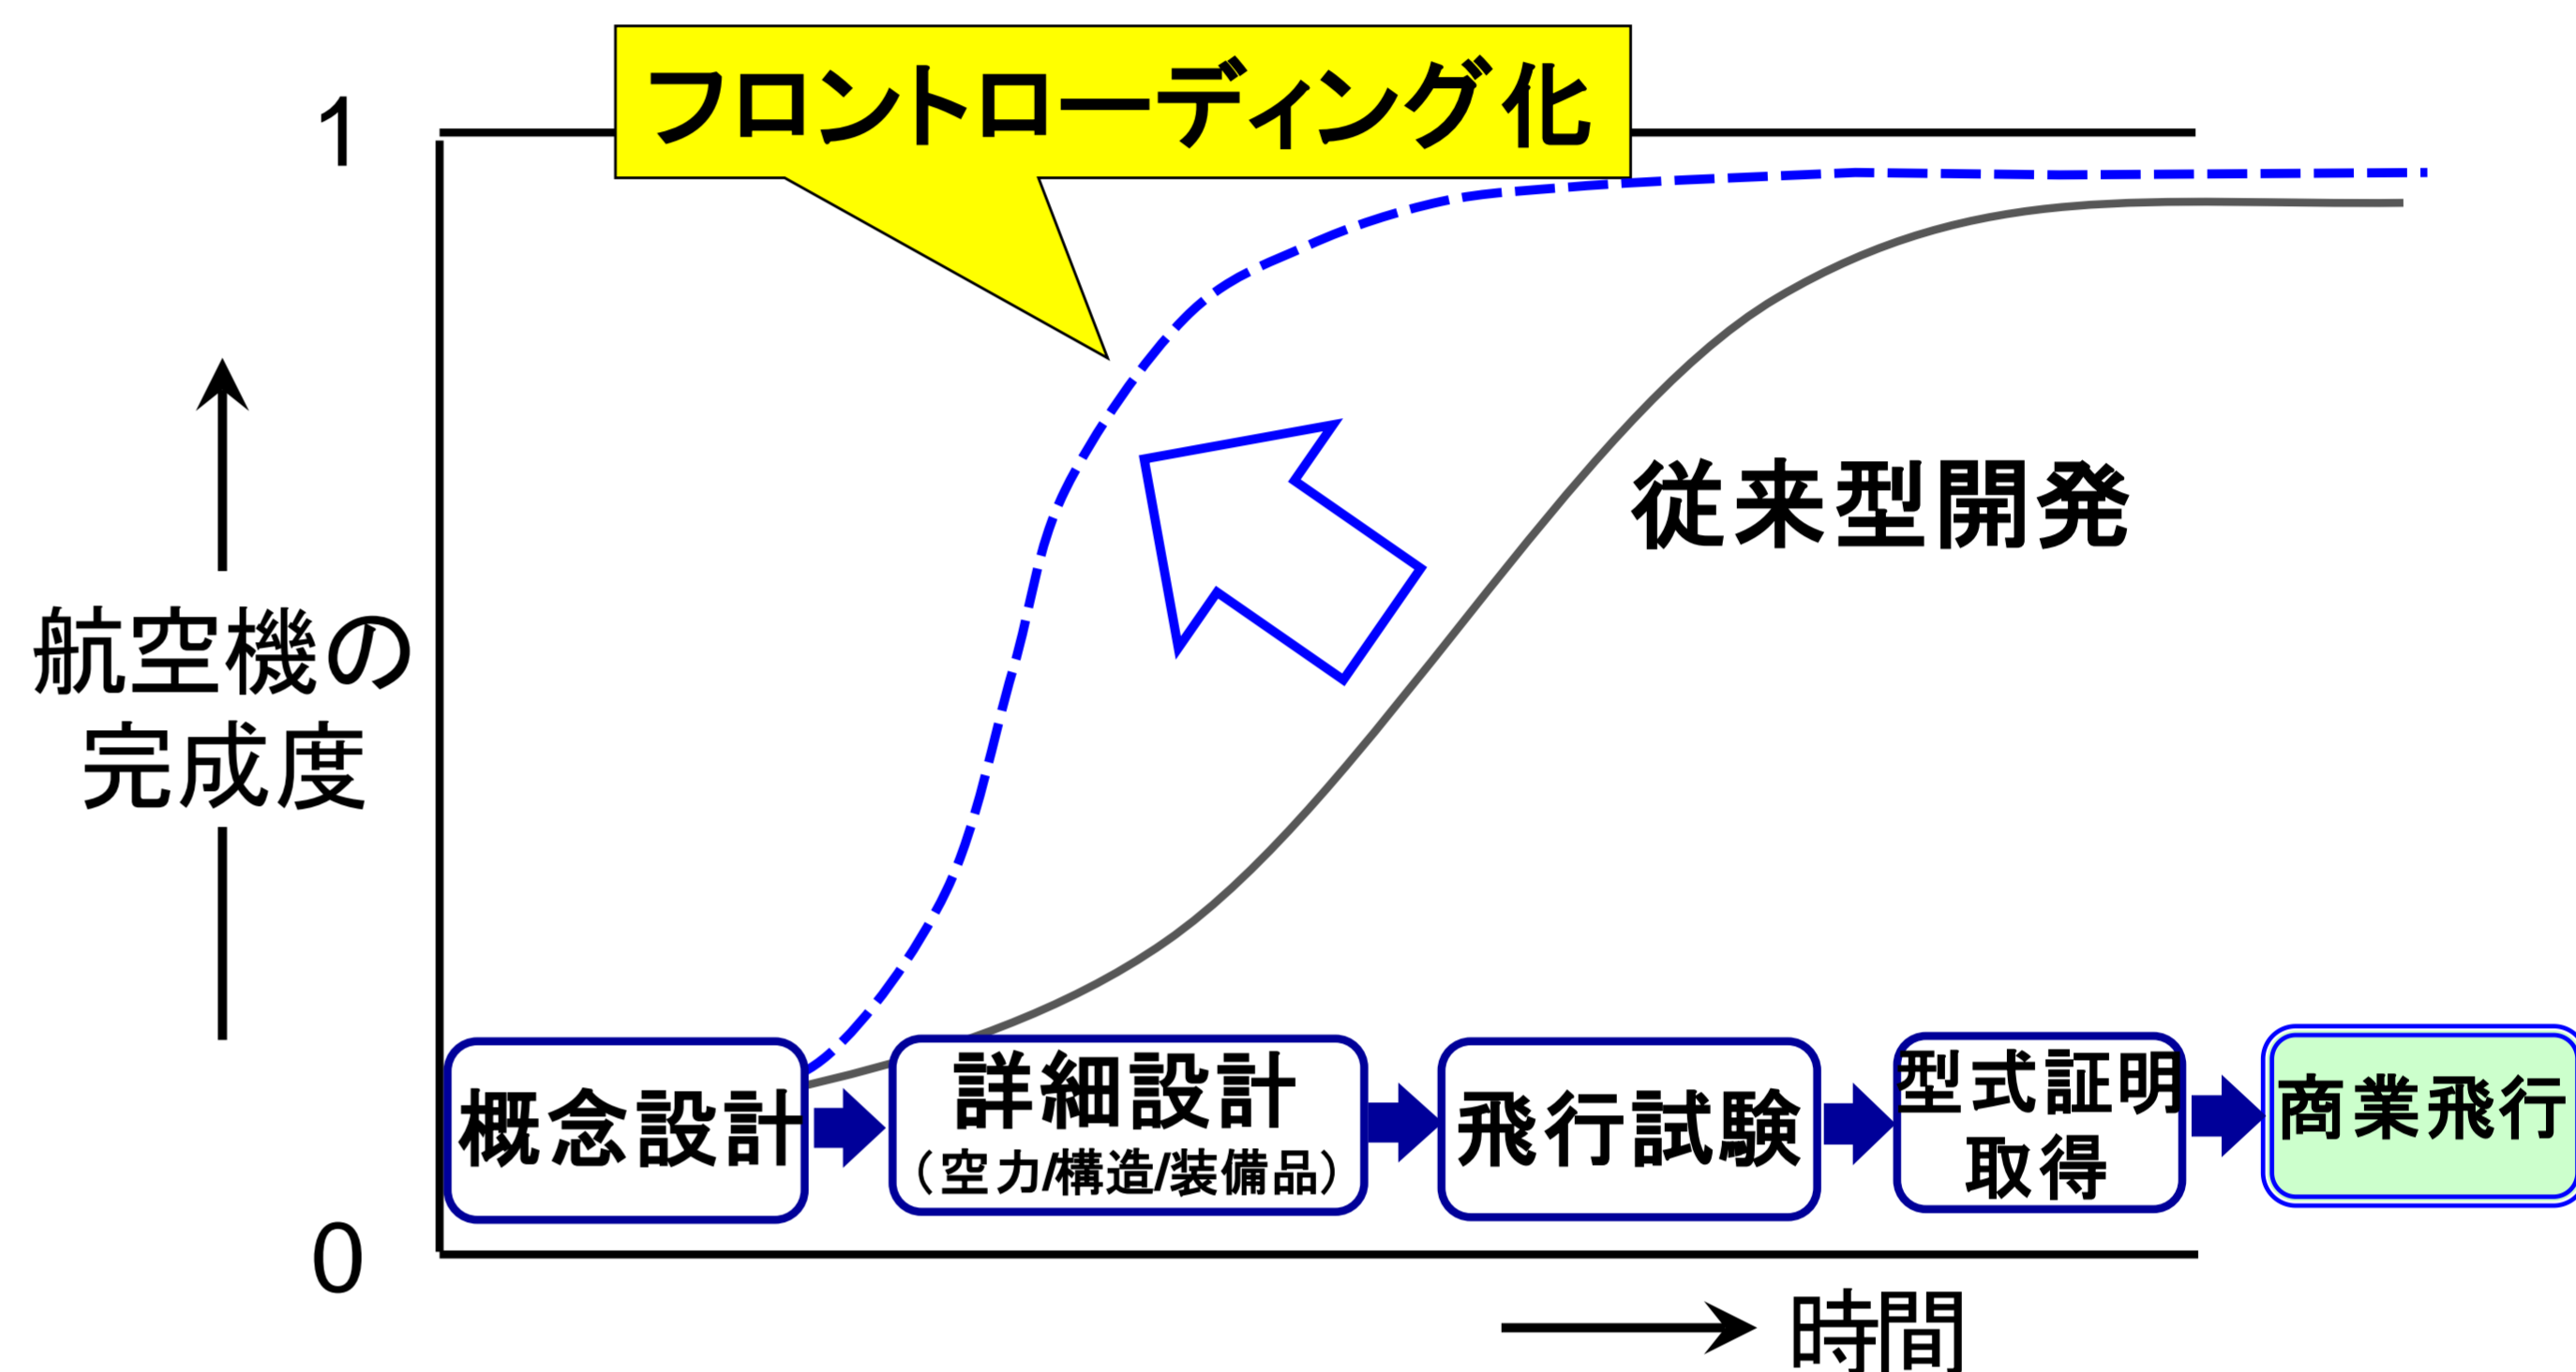 フロントローディング化
1
従来型開発
航空機の
完成度
概念設計
詳細設計
（空力/構造/装備品）
飛行試験
型式証明
取得
商業飛行
0
時間